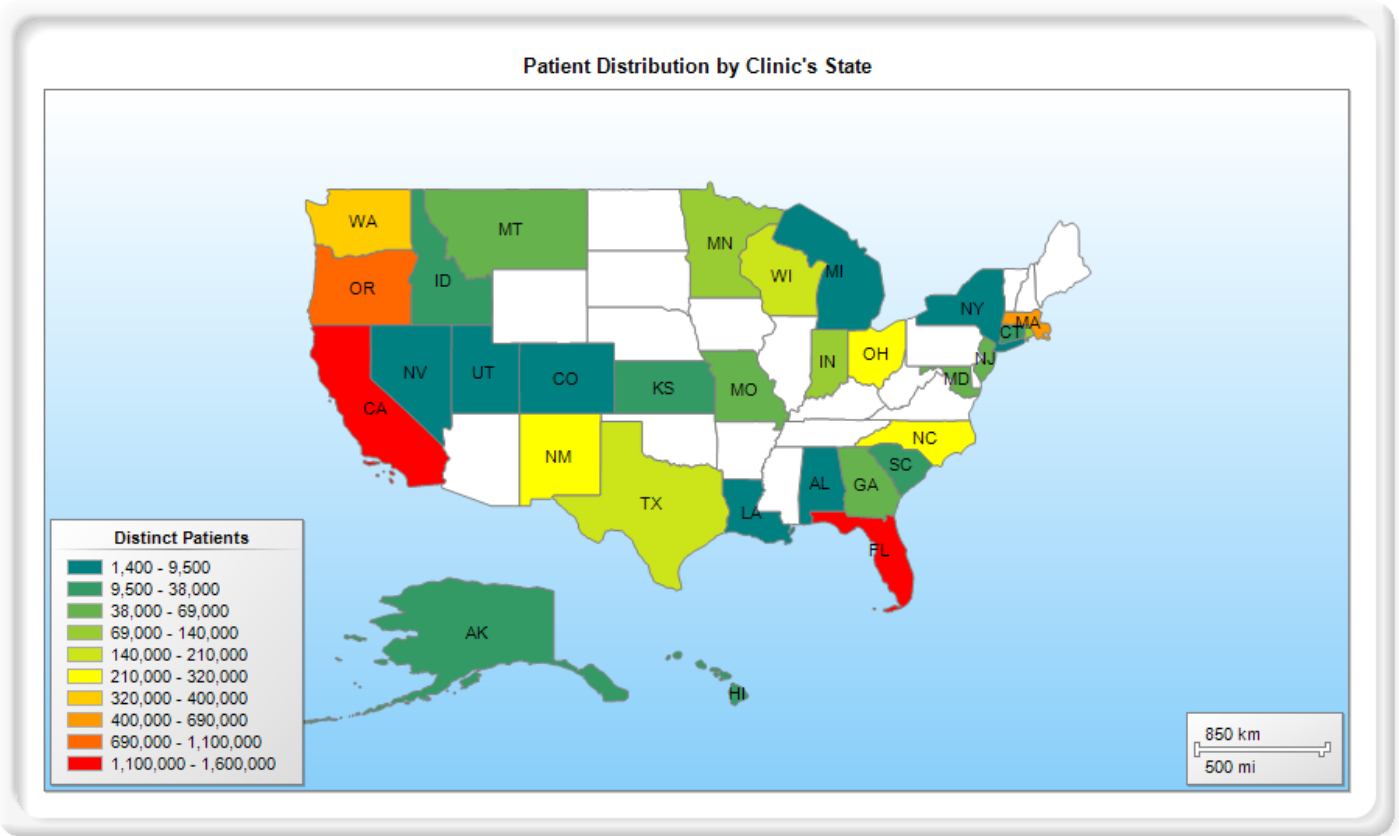 Patient Distribution by Clinic's State
WA
MT
MN
OR
ID
WI
MI
NY
MA
CT
NV
UT
CO
KS
MO
IN
OH
NJ
MD
CA
NM
TX
NC
SC
AL
GA
LA
FL
AK
HI
Distinct Patients
1,400 - 9,500
9,500 - 38,000
38,000 - 69,000
69,000 - 140,000
140,000 - 210,000
210,000 - 320,000
320,000 - 400,000
400,000 - 690,000
690,000 - 1,100,000
1,100,000 - 1,600,000
850 km
500 mi